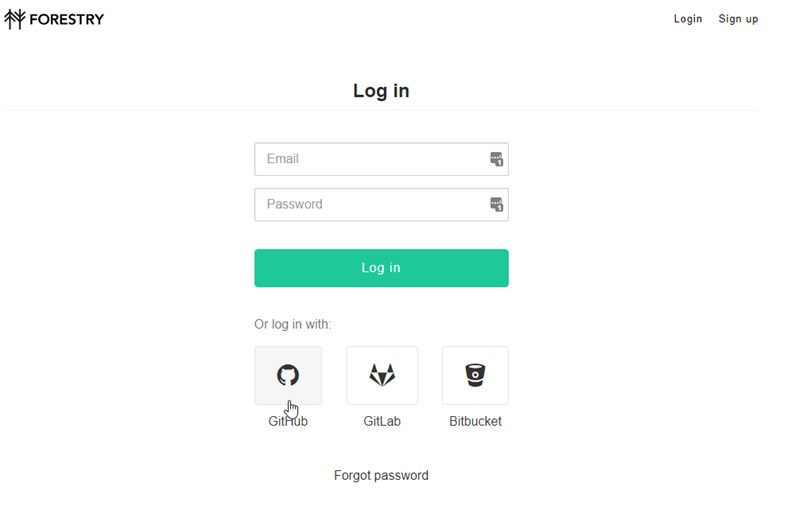 FORESTRY
Login Sign up
Log in
Email
Password
Log in
Or log in with:
GitHub GitLab Bitbucket
Forgot password